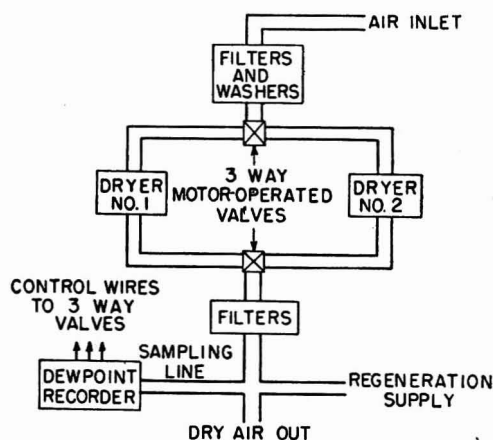 AIR INLET
FILTERS
AND
WASHERS
3 WAY
MOTOR-OPERATED
VALVES
DRYER
NO. 1
DRYER
NO. 2
CONTROL WIRES
TO 3 WAY
VALVES
FILTERS
SAMPLING
LINE
DEWPOINT
RECORDER
REGENERATION
SUPPLY
DRY AIR OUT